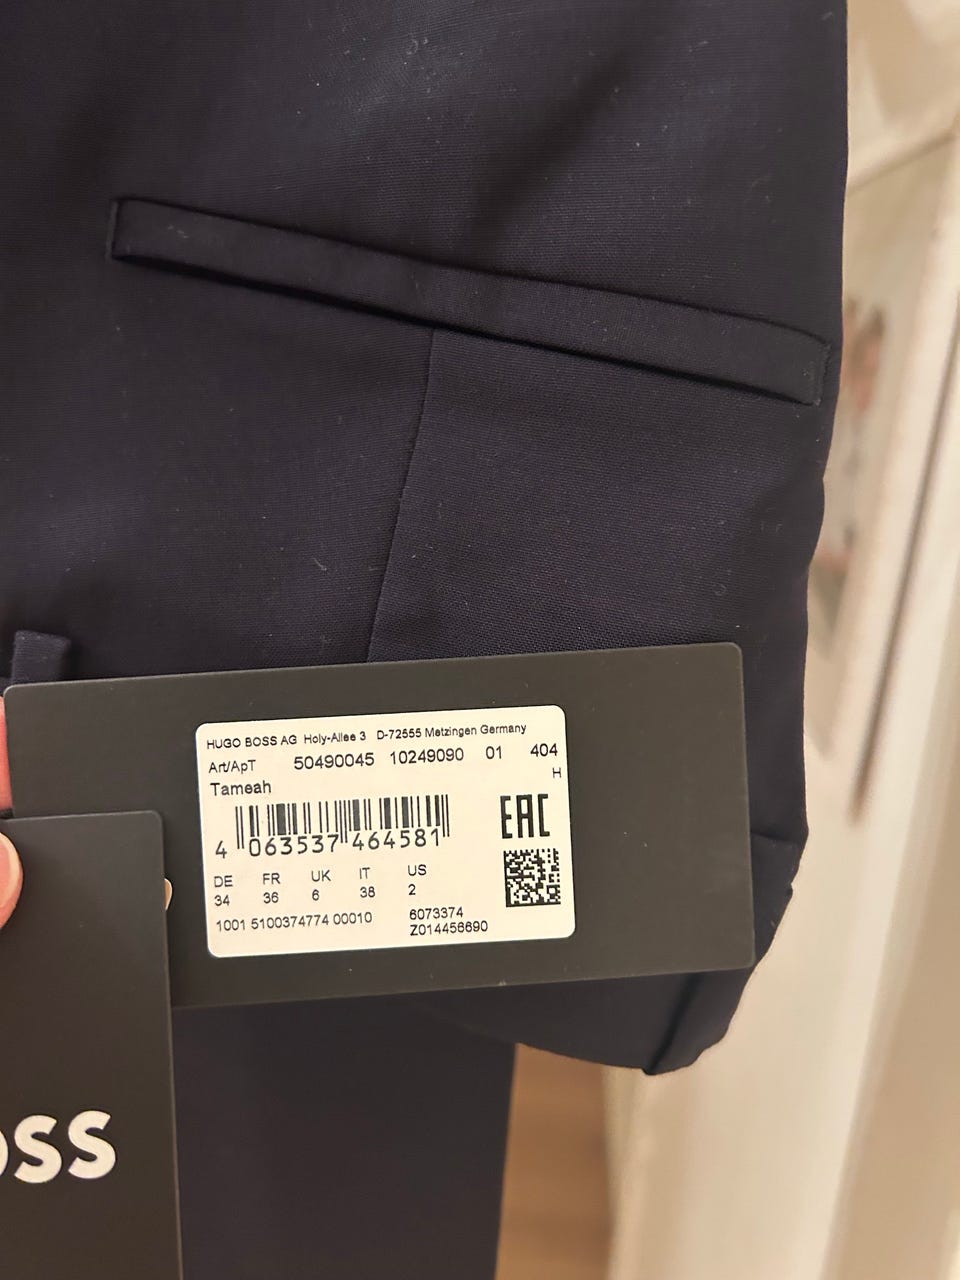 HUGO BOSS AG Holy-Allee 3 D-72555 Metzingen Germany
Art/ApT 50490045 10249090 01 404
H
Tameah
EAC
4 063537 464581
DE FR UK IT US
34 36 6 38 2
1001 5100374774 00010 6073374
Z014456690
OSS